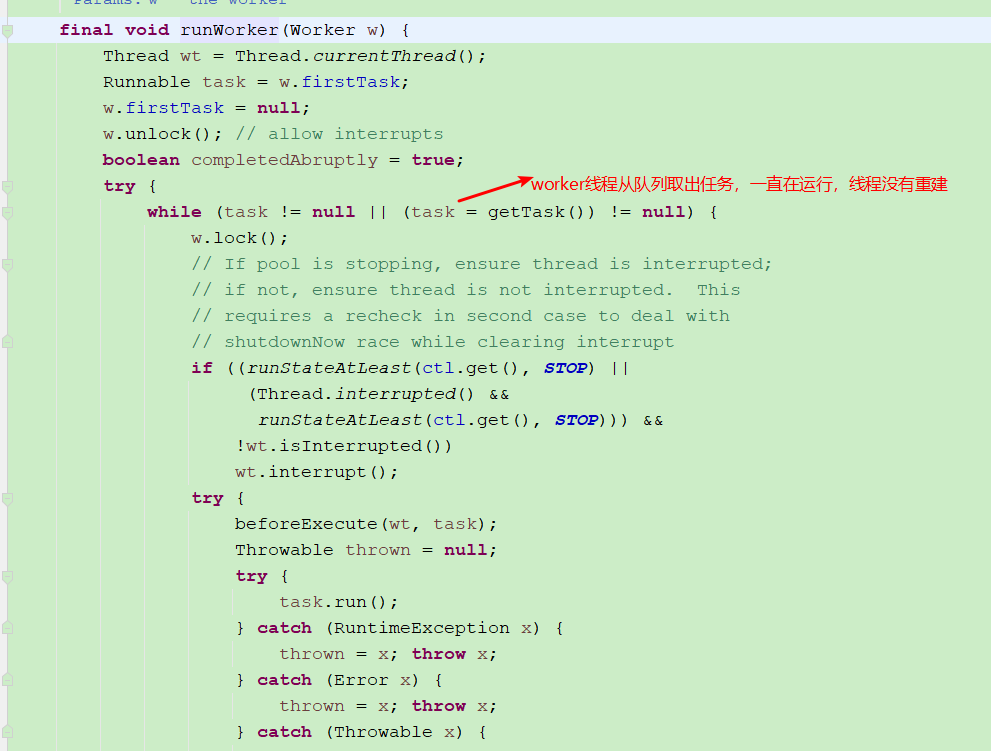 Params: w – the worker
final void runWorker(Worker w) {
Thread wt = Thread.currentThread();
Runnable task = w.firstTask;
w.firstTask = null;
w.unlock(); // allow interrupts
boolean completedAbruptly = true;
try {
worker线程从队列取出任务，一直在运行，线程没有重建
while (task != null || (task = getTask()) != null) {
w.lock();
// If pool is stopping, ensure thread is interrupted;
// if not, ensure thread is not interrupted.  This
// requires a recheck in second case to deal with
// shutdownNow race while clearing interrupt
if ((runStateAtLeast(ctl.get(), STOP) ||
(Thread.interrupted() &&
runStateAtLeast(ctl.get(), STOP))) &&
!wt.isInterrupted())
wt.interrupt();
try {
beforeExecute(wt, task);
Throwable thrown = null;
try {
task.run();
} catch (RuntimeException x) {
thrown = x; throw x;
} catch (Error x) {
thrown = x; throw x;
} catch (Throwable x) {